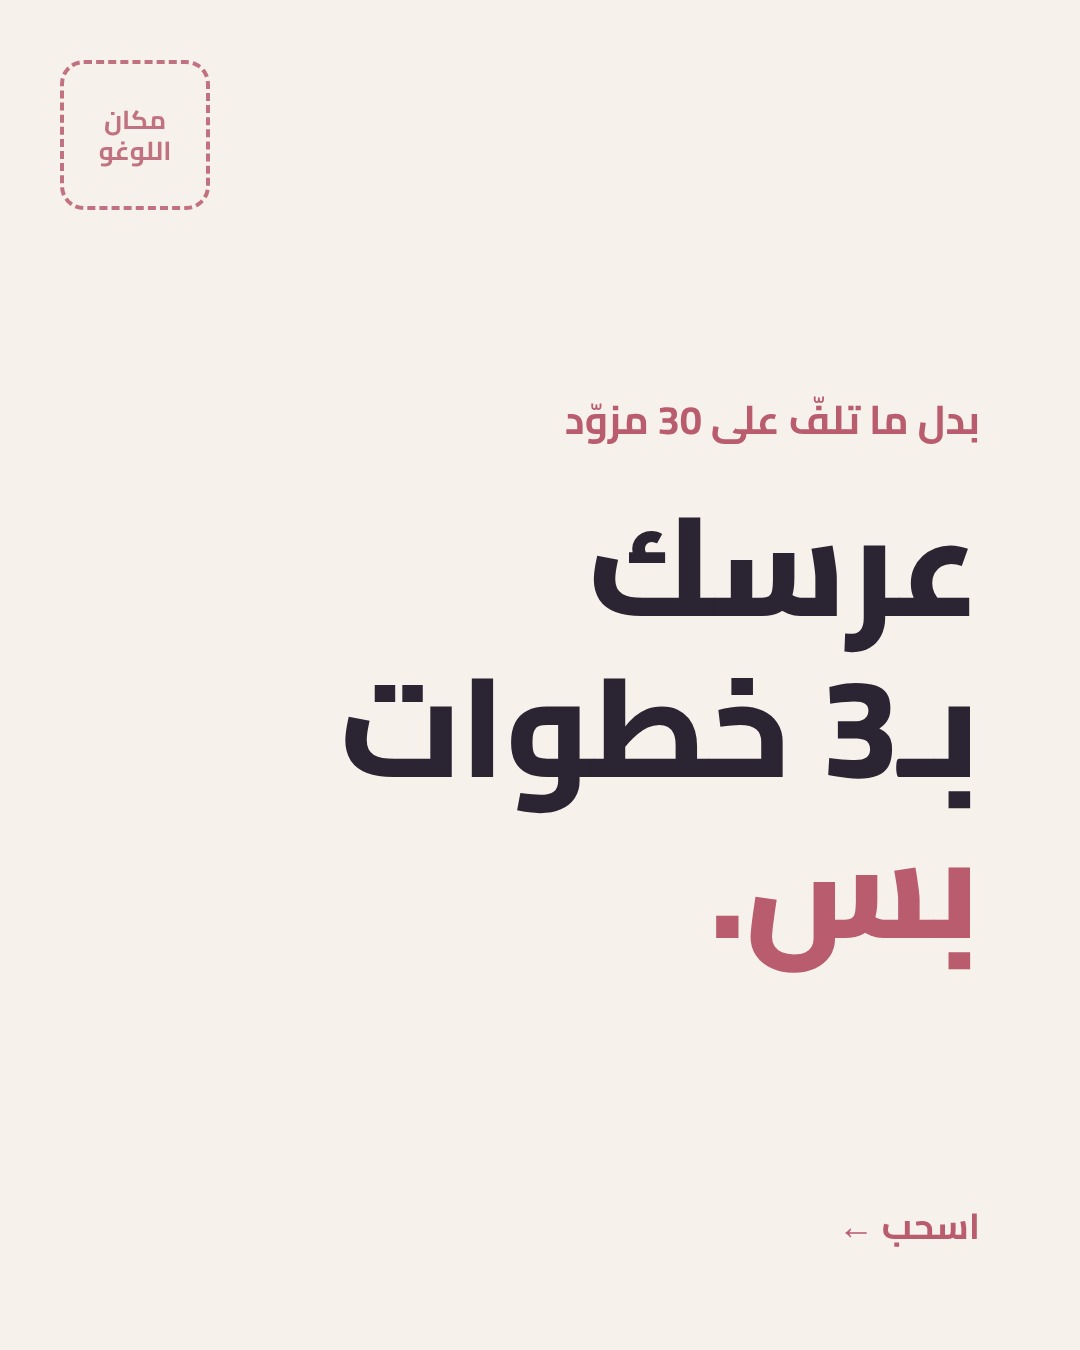 مكان
اللوغو
بدل ما تلفّ على 30 مزوّد
عرسك
بـ3 خطوات
بس.
اسحب ←